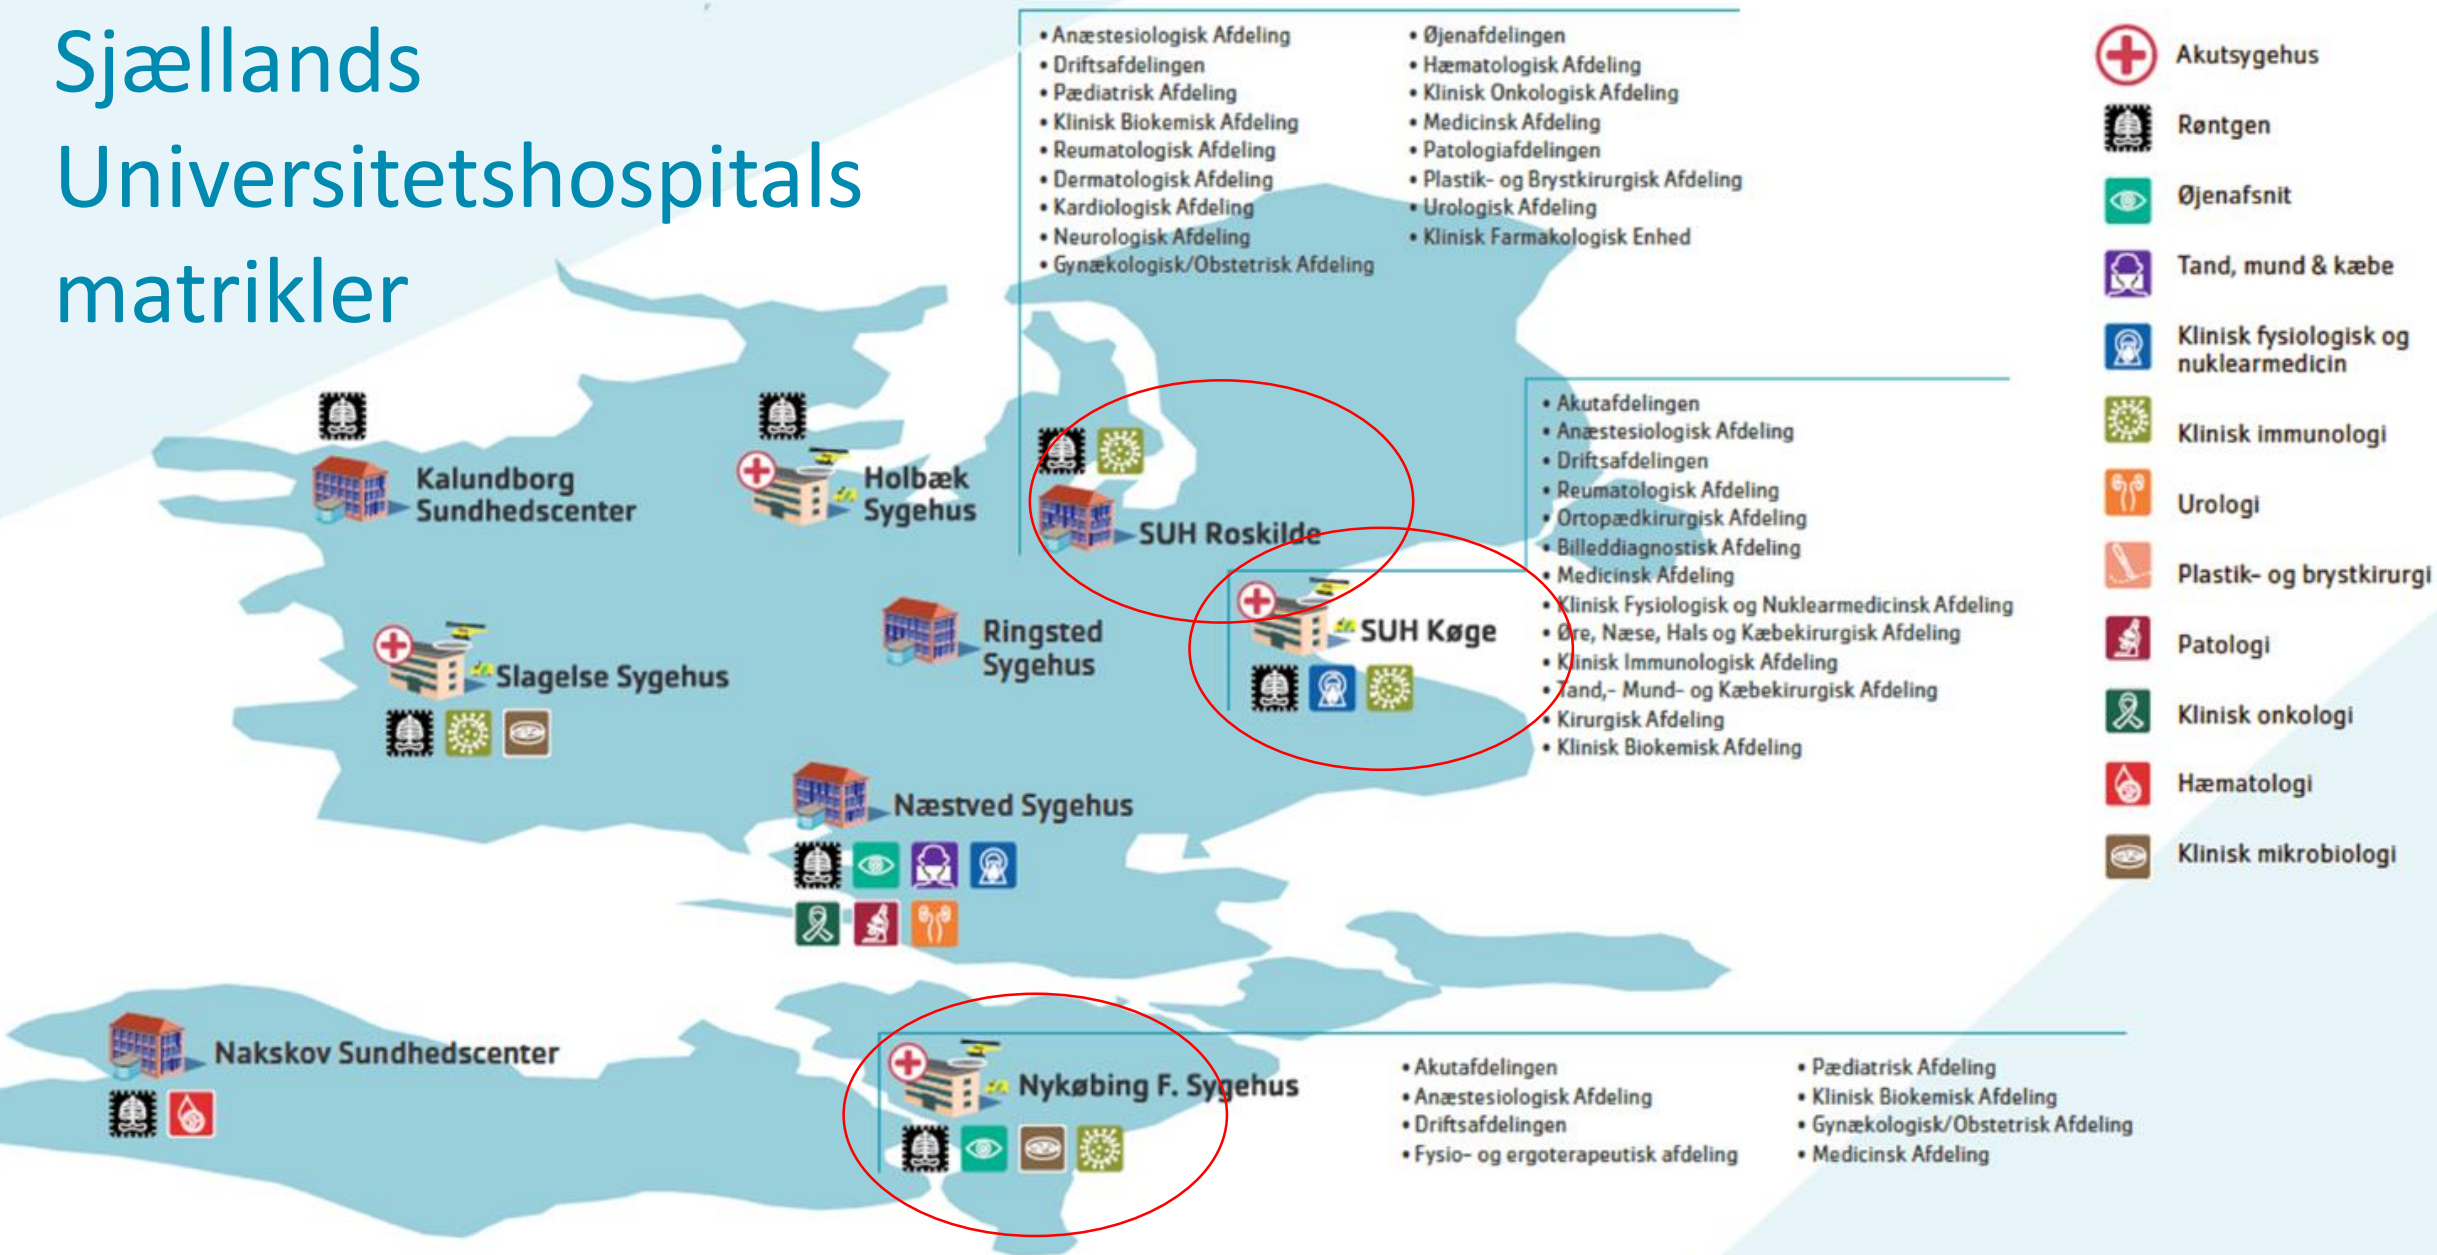 Sjællands
Universitetshospitals
matrikler
• Anæstesiologisk Afdeling
• Driftsafdelingen
• Pædiatrisk Afdeling
• Klinisk Biokemisk Afdeling
• Reumatologisk Afdeling
• Dermatologisk Afdeling
• Kardiologisk Afdeling
• Neurologisk Afdeling
• Gynækologisk/Obstetrisk Afdeling
• Øjenafdelingen
• Hæmatologisk Afdeling
• Klinisk Onkologisk Afdeling
• Medicinsk Afdeling
• Patologiafdelingen
• Plastik- og Brystkirurgisk Afdeling
• Urologisk Afdeling
• Klinisk Farmakologisk Enhed
Kalundborg
Sundhedscenter
Holbæk
Sygehus
SUH Roskilde
• Akutafdelingen
• Anæstesiologisk Afdeling
• Driftsafdelingen
• Reumatologisk Afdeling
• Ortopædkirurgisk Afdeling
• Billeddiagnostisk Afdeling
• Medicinsk Afdeling
• Klinisk Fysiologisk og Nuklearmedicinsk Afdeling
• Øre, Næse, Hals og Kæbekirurgisk Afdeling
• Klinisk Immunologisk Afdeling
• Tand,- Mund- og Kæbekirurgisk Afdeling
• Kirurgisk Afdeling
• Klinisk Biokemisk Afdeling
SUH Køge
Ringsted
Sygehus
Slagelse Sygehus
Næstved Sygehus
Nakskov Sundhedscenter
Nykøbing F. Sygehus
• Akutafdelingen
• Anæstesiologisk Afdeling
• Driftsafdelingen
• Fysio- og ergoterapeutisk afdeling
• Pædiatrisk Afdeling
• Klinisk Biokemisk Afdeling
• Gynækologisk/Obstetrisk Afdeling
• Medicinsk Afdeling
Akutsygehus
Røntgen
Øjenafsnit
Tand, mund & kæbe
Klinisk fysiologisk og
nuklearmedicin
Klinisk immunologi
Urologi
Plastik- og brystkirurgi
Patologi
Klinisk onkologi
Hæmatologi
Klinisk mikrobiologi